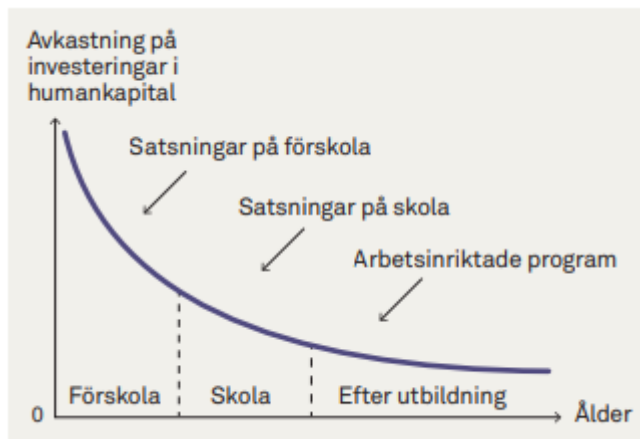 Avkastning på
investeringar i
humankapital
Satsningar på förskola
Satsningar på skola
Arbetsinriktade program
Förskola
Skola
Efter utbildning
0
Ålder